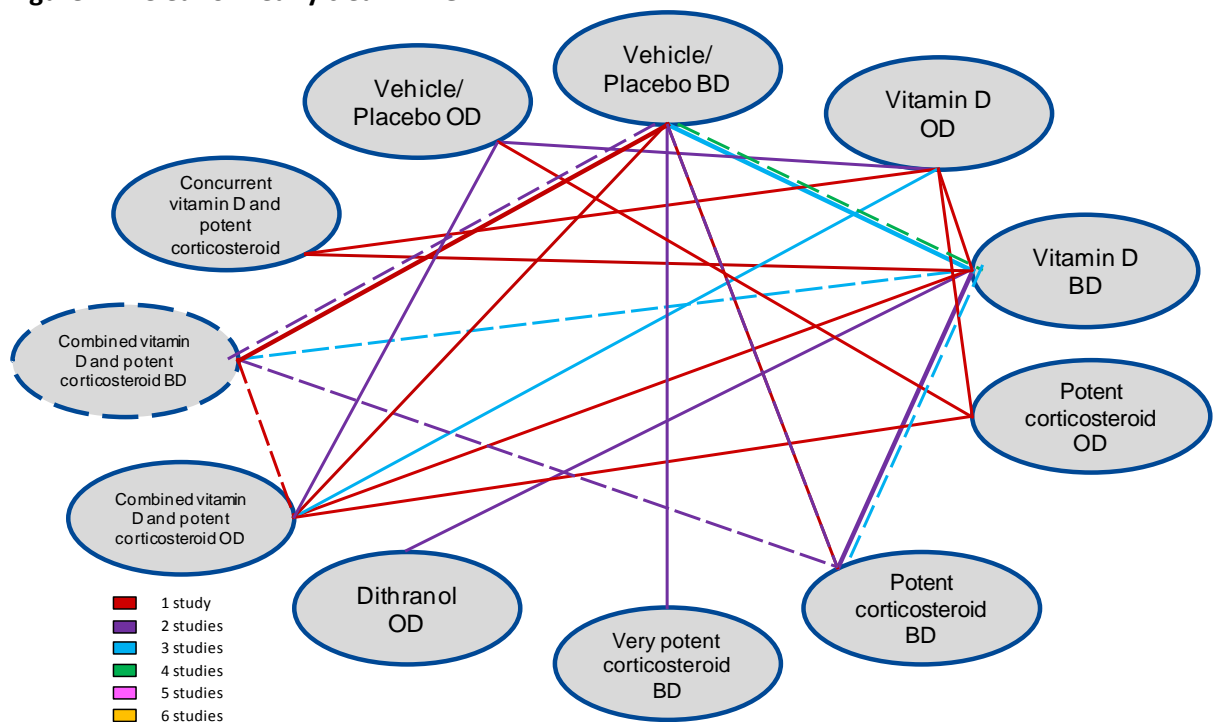 Vehicle/
Placebo BD
Vehicle/
Placebo OD
Vitamin D
OD
Concurrent
vitamin D and
potent
corticosteroid
Vitamin D
BD
Combined vitamin
D and potent
corticosteroid BD
Potent
corticosteroid
OD
Combined vitamin
D and potent
corticosteroid OD
Dithranol
OD
Very potent
corticosteroid
BD
Potent
corticosteroid
BD
1 study
2 studies
3 studies
4 studies
5 studies
6 studies